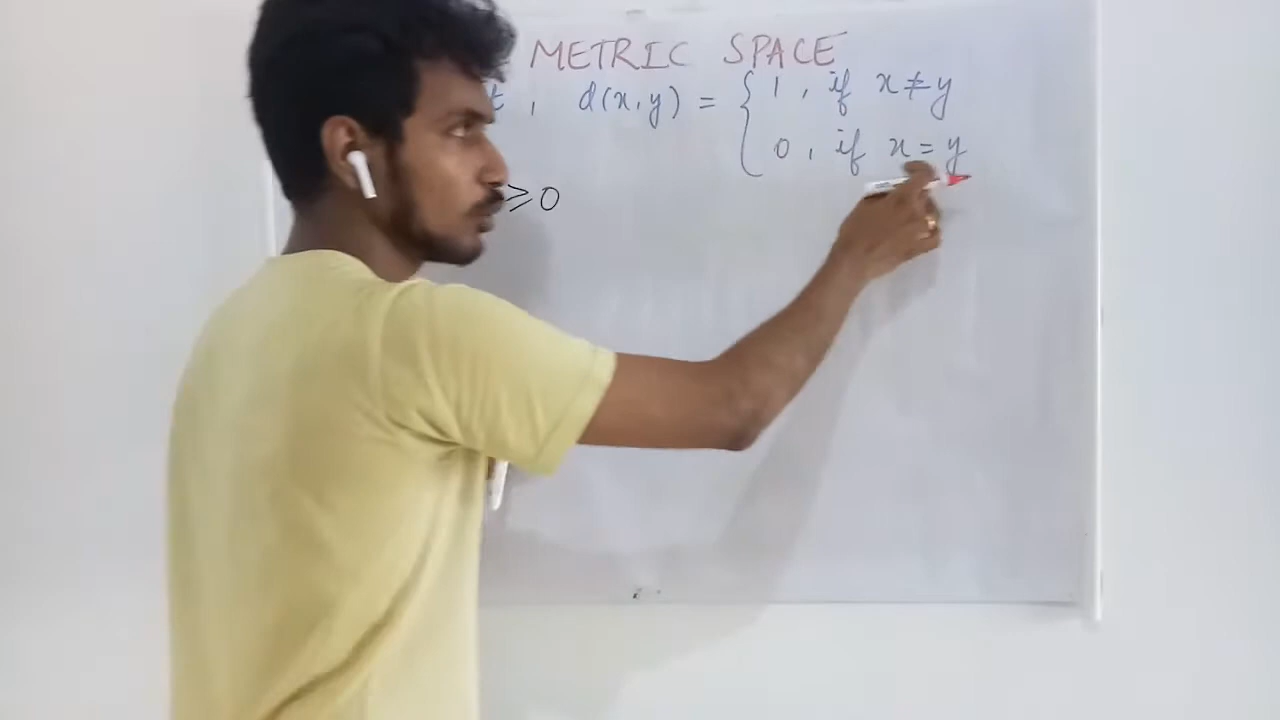 METRIC SPACE
t , d(x,y) = { 1 , if x≠y
0 , if x = y
≥ 0